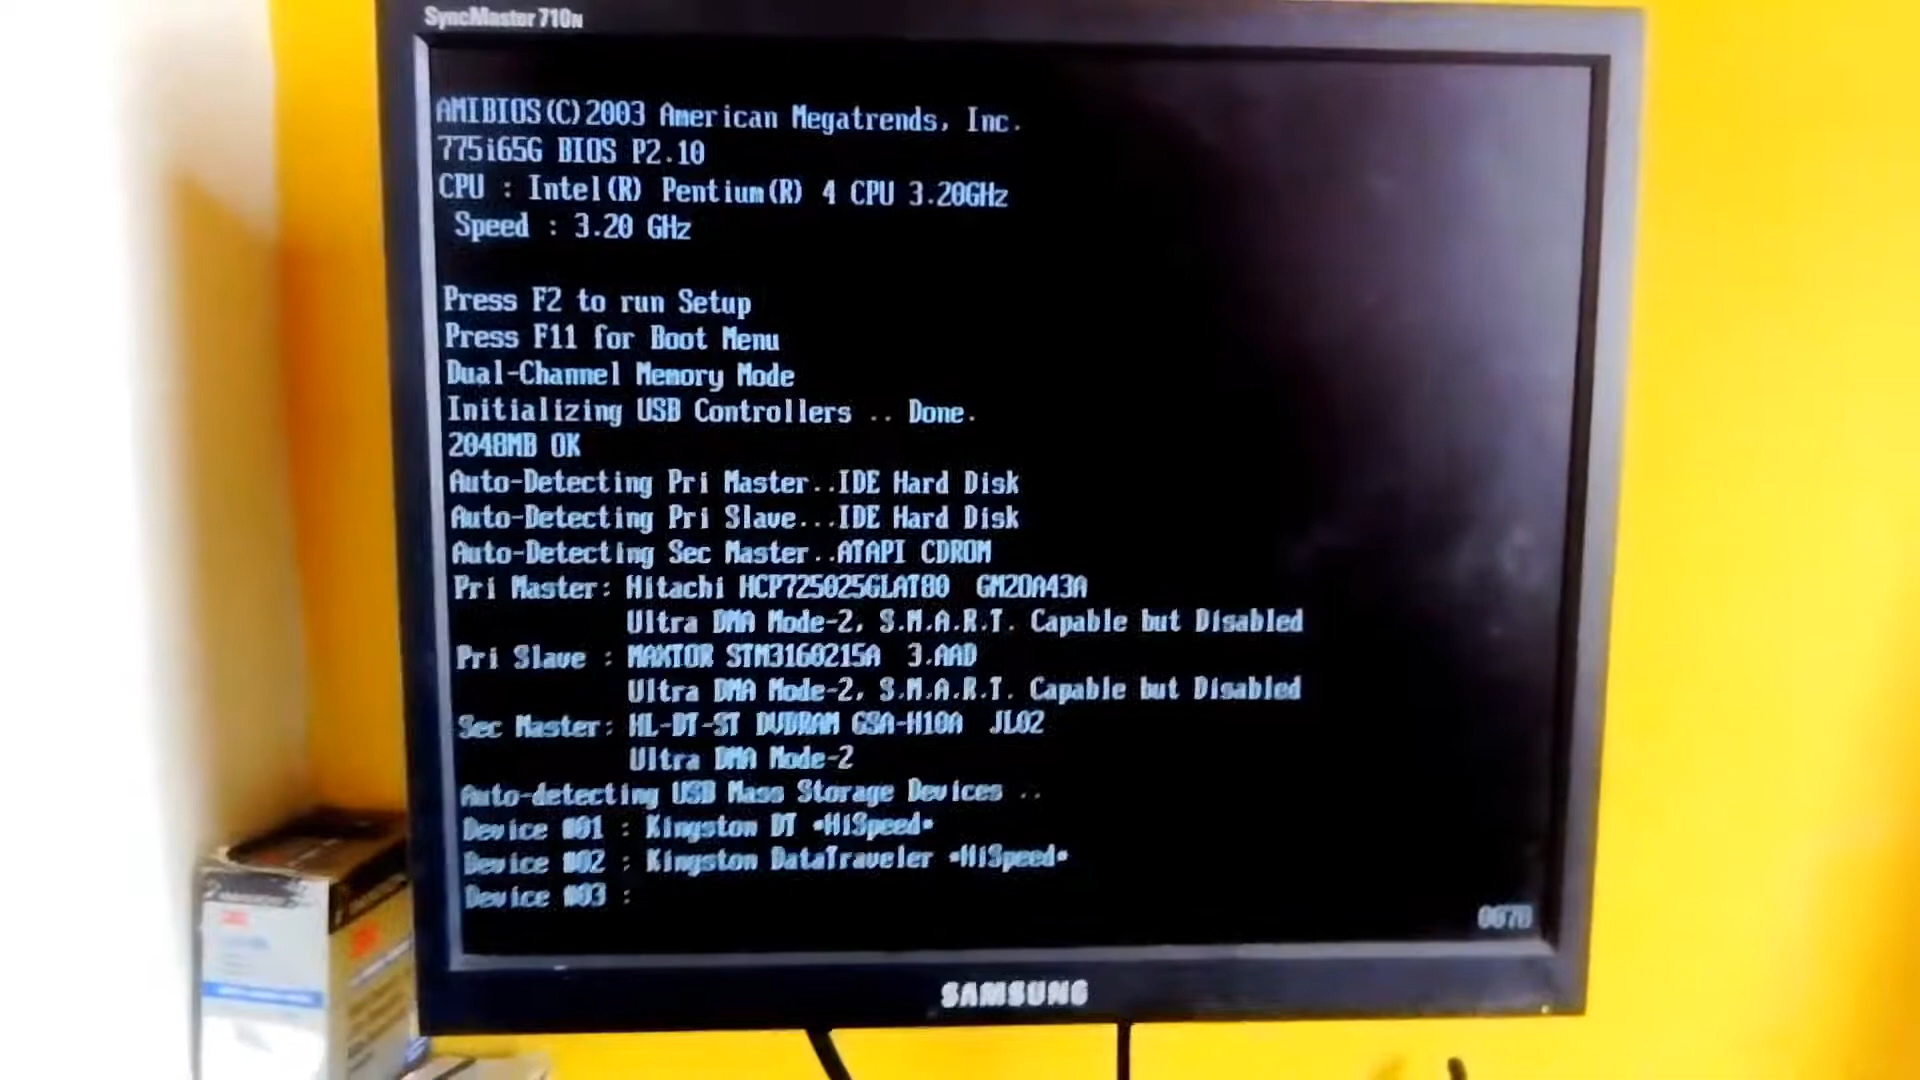 SyncMaster 710N
AMIBIOS(C)2003 American Megatrends, Inc.
775i65G BIOS P2.10
CPU : Intel(R) Pentium(R) 4 CPU 3.20GHz
Speed : 3.20 GHz
Press F2 to run Setup
Press F11 for Boot Menu
Dual-Channel Memory Mode
Initializing USB Controllers .. Done.
2048MB OK
Auto-Detecting Pri Master..IDE Hard Disk
Auto-Detecting Pri Slave...IDE Hard Disk
Auto-Detecting Sec Master..ATAPI CDROM
Pri Master: Hitachi HCP725025GLAT80 GM2OA43A
Ultra DMA Mode-2, S.M.A.R.T. Capable but Disabled
Pri Slave : MAXTOR STM3160215A 3.AAD
Ultra DMA Mode-2, S.M.A.R.T. Capable but Disabled
Sec Master: HL-DT-ST DVDRAM GSA-H10A JL02
Ultra DMA Mode-2
Auto-detecting USB Mass Storage Devices ..
Device #01 : Kingston DT *HiSpeed*
Device #02 : Kingston DataTraveler *HiSpeed*
Device #03 :
SAMSUNG
3M